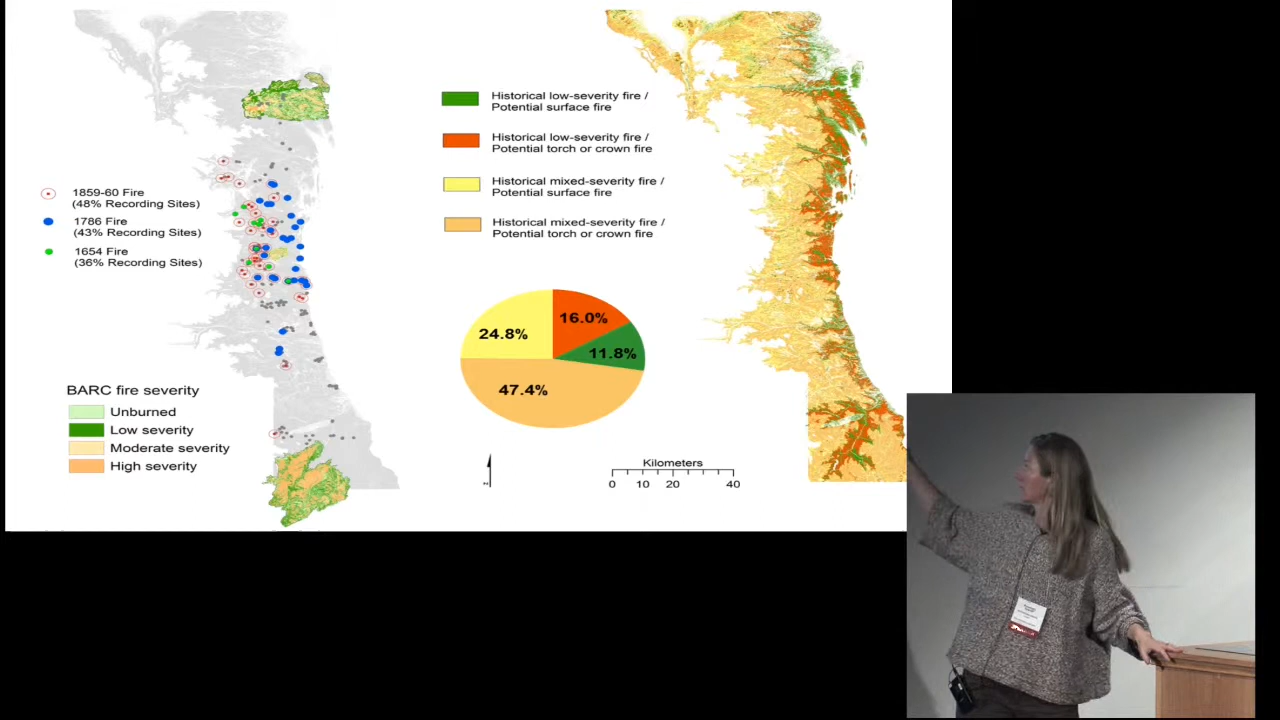 1859-60 Fire
(48% Recording Sites)
1786 Fire
(43% Recording Sites)
1654 Fire
(36% Recording Sites)
BARC fire severity
Unburned
Low severity
Moderate severity
High severity
Historical low-severity fire /
Potential surface fire
Historical low-severity fire /
Potential torch or crown fire
Historical mixed-severity fire /
Potential surface fire
Historical mixed-severity fire /
Potential torch or crown fire
16.0%
24.8%
11.8%
47.4%
Kilometers
0 10 20 40